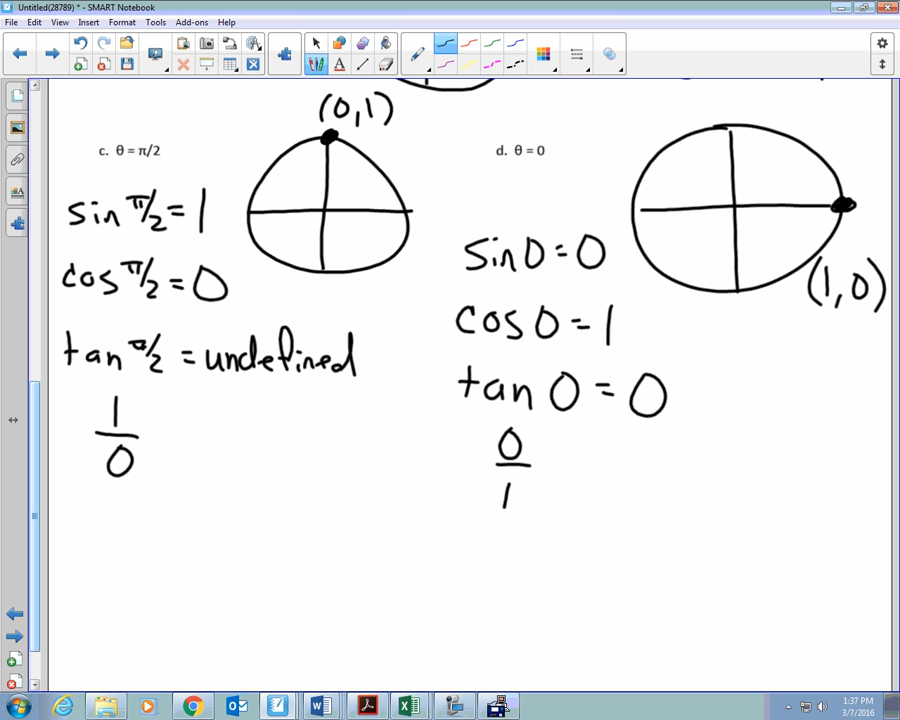 Untitled(28789) * - SMART Notebook
File Edit View Insert Format Tools Add-ons Help
(0,1)
c. θ = π/2
sin π/2 = 1
cos π/2 = 0
tan π/2 = undefined
1
0
d. θ = 0
sin 0 = 0
(1,0)
cos 0 = 1
tan 0 = 0
0
1
1:37 PM
3/7/2016